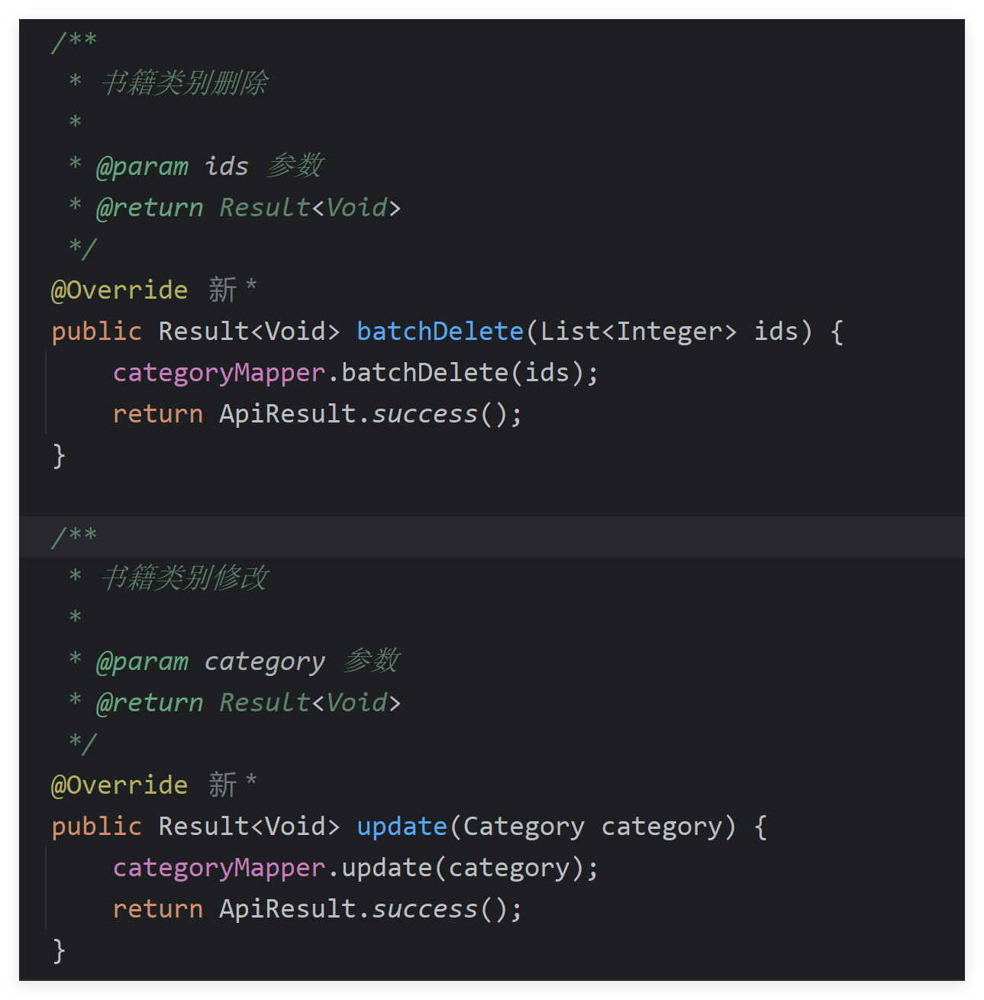 /**
 * 书籍类别删除
 *
 * @param ids 参数
 * @return Result<Void>
 */
@Override 新 *
public Result<Void> batchDelete(List<Integer> ids) {
    categoryMapper.batchDelete(ids);
    return ApiResult.success();
}

/**
 * 书籍类别修改
 *
 * @param category 参数
 * @return Result<Void>
 */
@Override 新 *
public Result<Void> update(Category category) {
    categoryMapper.update(category);
    return ApiResult.success();
}